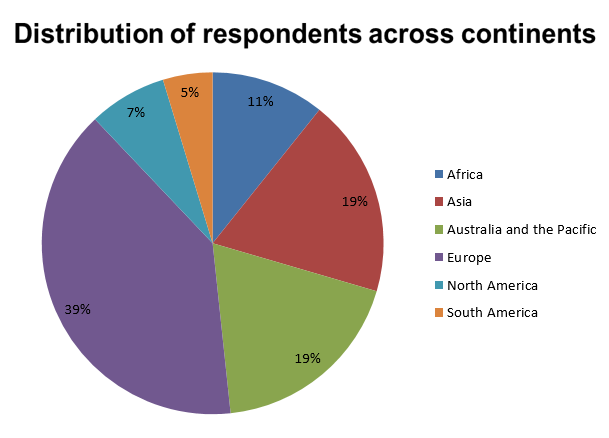 Distribution of respondents across continents
5%
11%
7%
19%
39%
19%
Africa
Asia
Australia and the Pacific
Europe
North America
South America